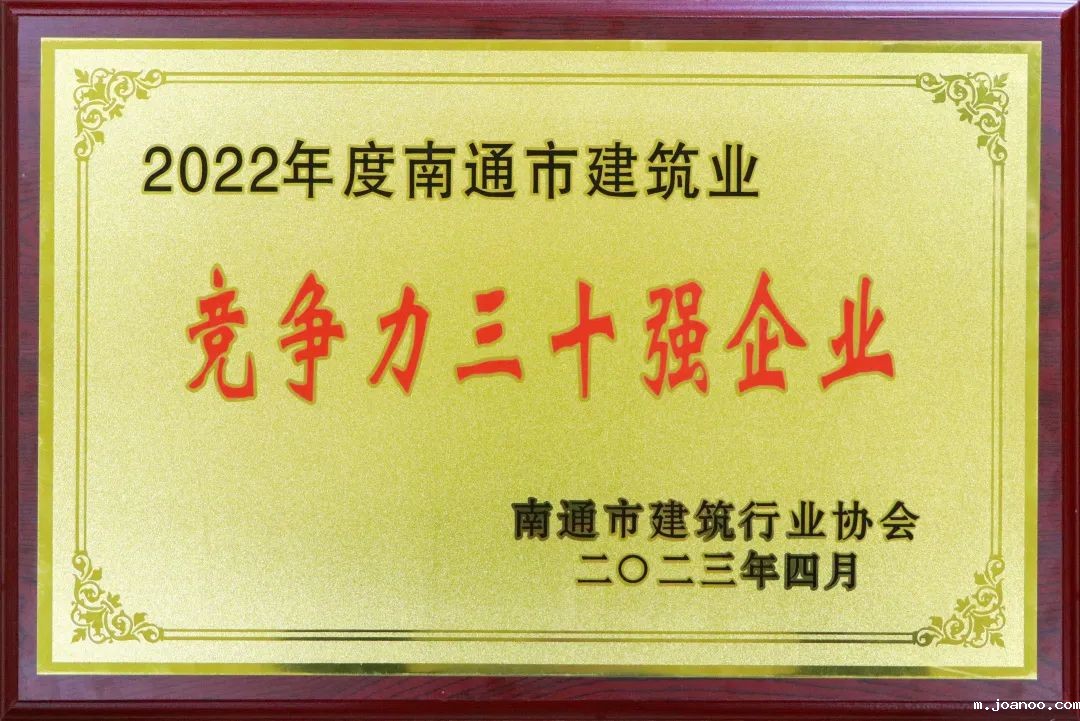 2022年度南通市建筑业
竞争力三十强企业
南通市建筑行业协会
二〇二三年四月
m.joanoo.com